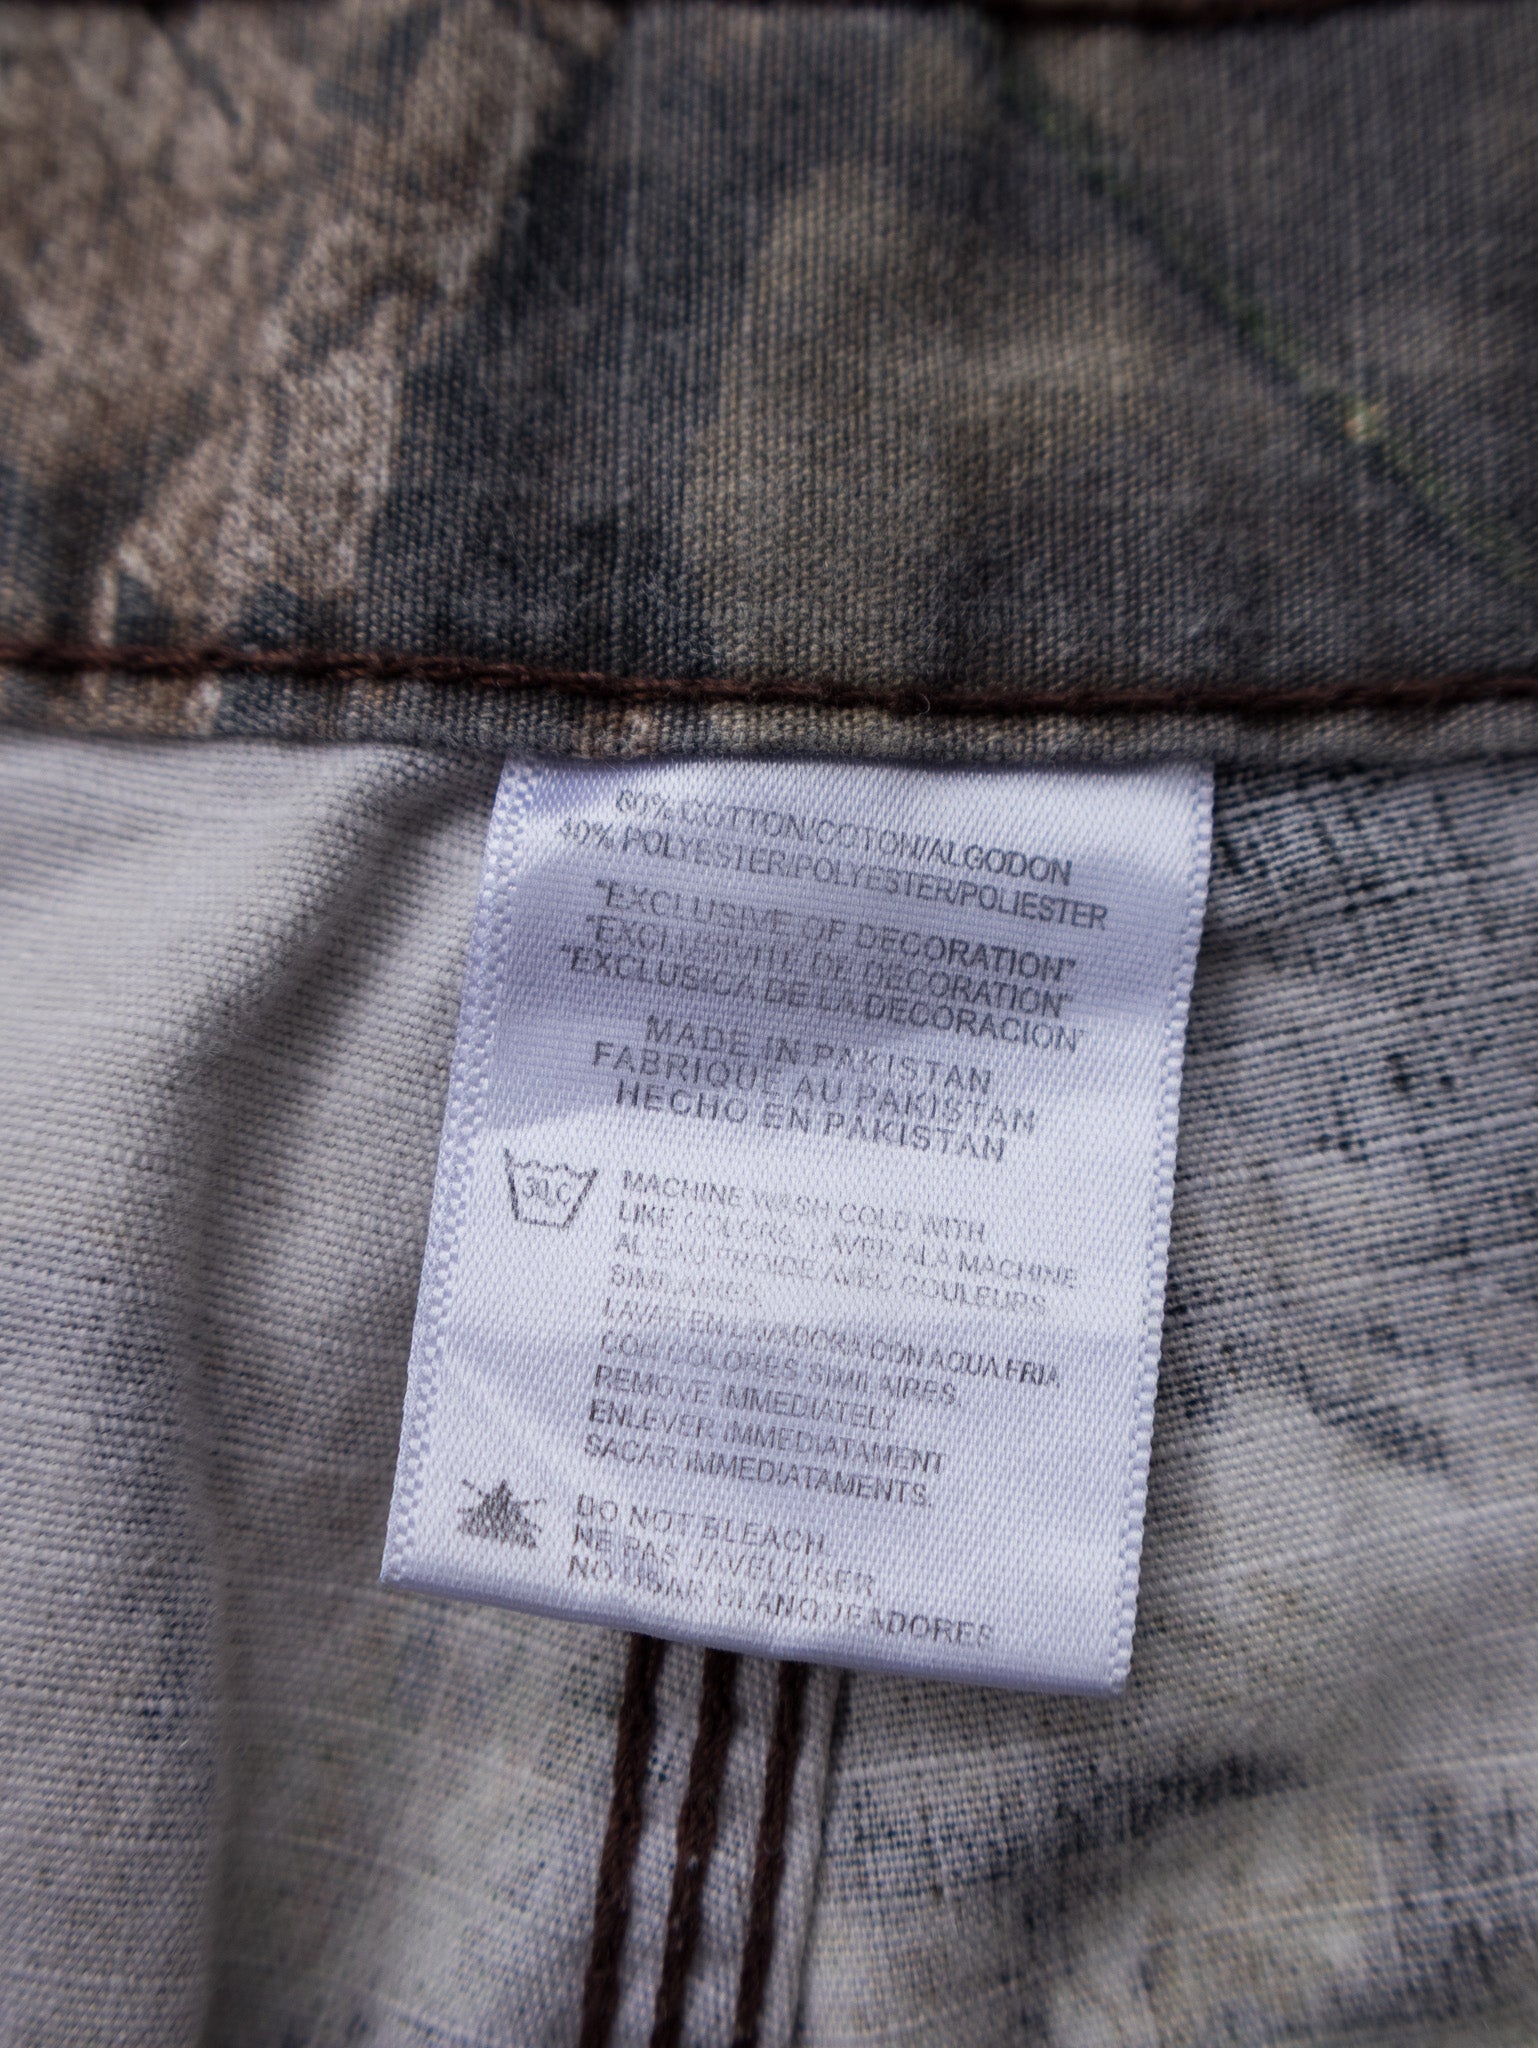 60% COTTON/COTON/ALGODON
40% POLYESTER/POLYESTER/POLIESTER
"EXCLUSIVE OF DECORATION"
"EXCLUSIVITE DE DECORATION"
"EXCLUSICA DE LA DECORACION"
MADE IN PAKISTAN
FABRIQUE AU PAKISTAN
HECHO EN PAKISTAN
30.C
MACHINE WASH COLD WITH
LIKE COLORS, LAVER ALA MACHINE
AL EAU FROIDE AVEC COULEURS
SIMILAIRES.
LAVAR EN LAVADORA CON AQUA FRIA
CON COLORES SIMILAIRES.
REMOVE IMMEDIATELY
ENLEVER IMMEDIATAMENT
SACAR IMMEDIATAMENTS.
DO NOT BLEACH.
NE PAS JAVELLISER
NO USAR BLANQUEADORES